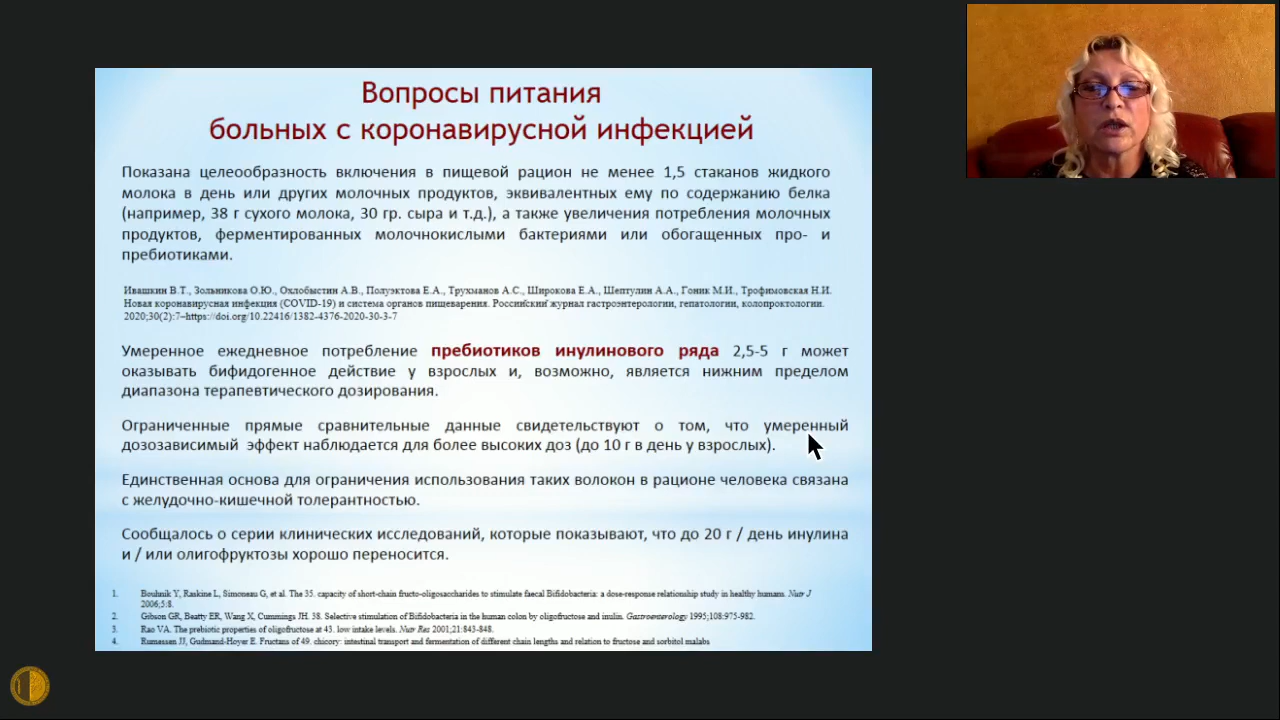 Вопросы питания
больных с коронавирусной инфекцией
Показана целеообразность включения в пищевой рацион не менее 1,5 стаканов жидкого
молока в день или других молочных продуктов, эквивалентных ему по содержанию белка
(например, 38 г сухого молока, 30 гр. сыра и т.д.), а также увеличения потребления молочных
продуктов, ферментированных молочнокислыми бактериями или обогащенных про- и
пребиотиками.
Ивашкин В.Т., Зольникова О.Ю., Охлобыстин А.В., Полуэктова Е.А., Трухманов А.С., Широкова Е.А., Шептулин А.А., Гоник М.И., Трофимовская Н.И.
Новая коронавирусная инфекция (COVID-19) и система органов пищеварения. Российский журнал гастроэнтерологии, гепатологии, колопроктологии.
2020;30(2):7–https://doi.org/10.22416/1382-4376-2020-30-3-7
Умеренное ежедневное потребление пребиотиков инулинового ряда 2,5-5 г может
оказывать бифидогенное действие у взрослых и, возможно, является нижним пределом
диапазона терапевтического дозирования.
Ограниченные прямые сравнительные данные свидетельствуют о том, что умеренный
дозозависимый эффект наблюдается для более высоких доз (до 10 г в день у взрослых).
Единственная основа для ограничения использования таких волокон в рационе человека связана
с желудочно-кишечной толерантностью.
Сообщалось о серии клинических исследований, которые показывают, что до 20 г / день инулина
и / или олигофруктозы хорошо переносится.
1. Bouhnik Y, Raskine L, Simoneau G, et al. The 35. capacity of short-chain fructo-oligosaccharides to stimulate faecal Bifidobacteria: a dose-response relationship study in healthy humans. Nutr J
2006;5:8.
2. Gibson GR, Beatty ER, Wang X, Cummings JH. 38. Selective stimulation of Bifidobacteria in the human colon by oligofructose and inulin. Gastroenterology 1995;108:975-982.
3. Rao VA. The prebiotic properties of oligofructose at 43. low intake levels. Nutr Res 2001;21:843-848.
4. Rumessen JJ, Gudmand-Hoyer E. Fructans of 49. chicory: intestinal transport and fermentation of different chain lengths and relation to fructose and sorbitol malabs